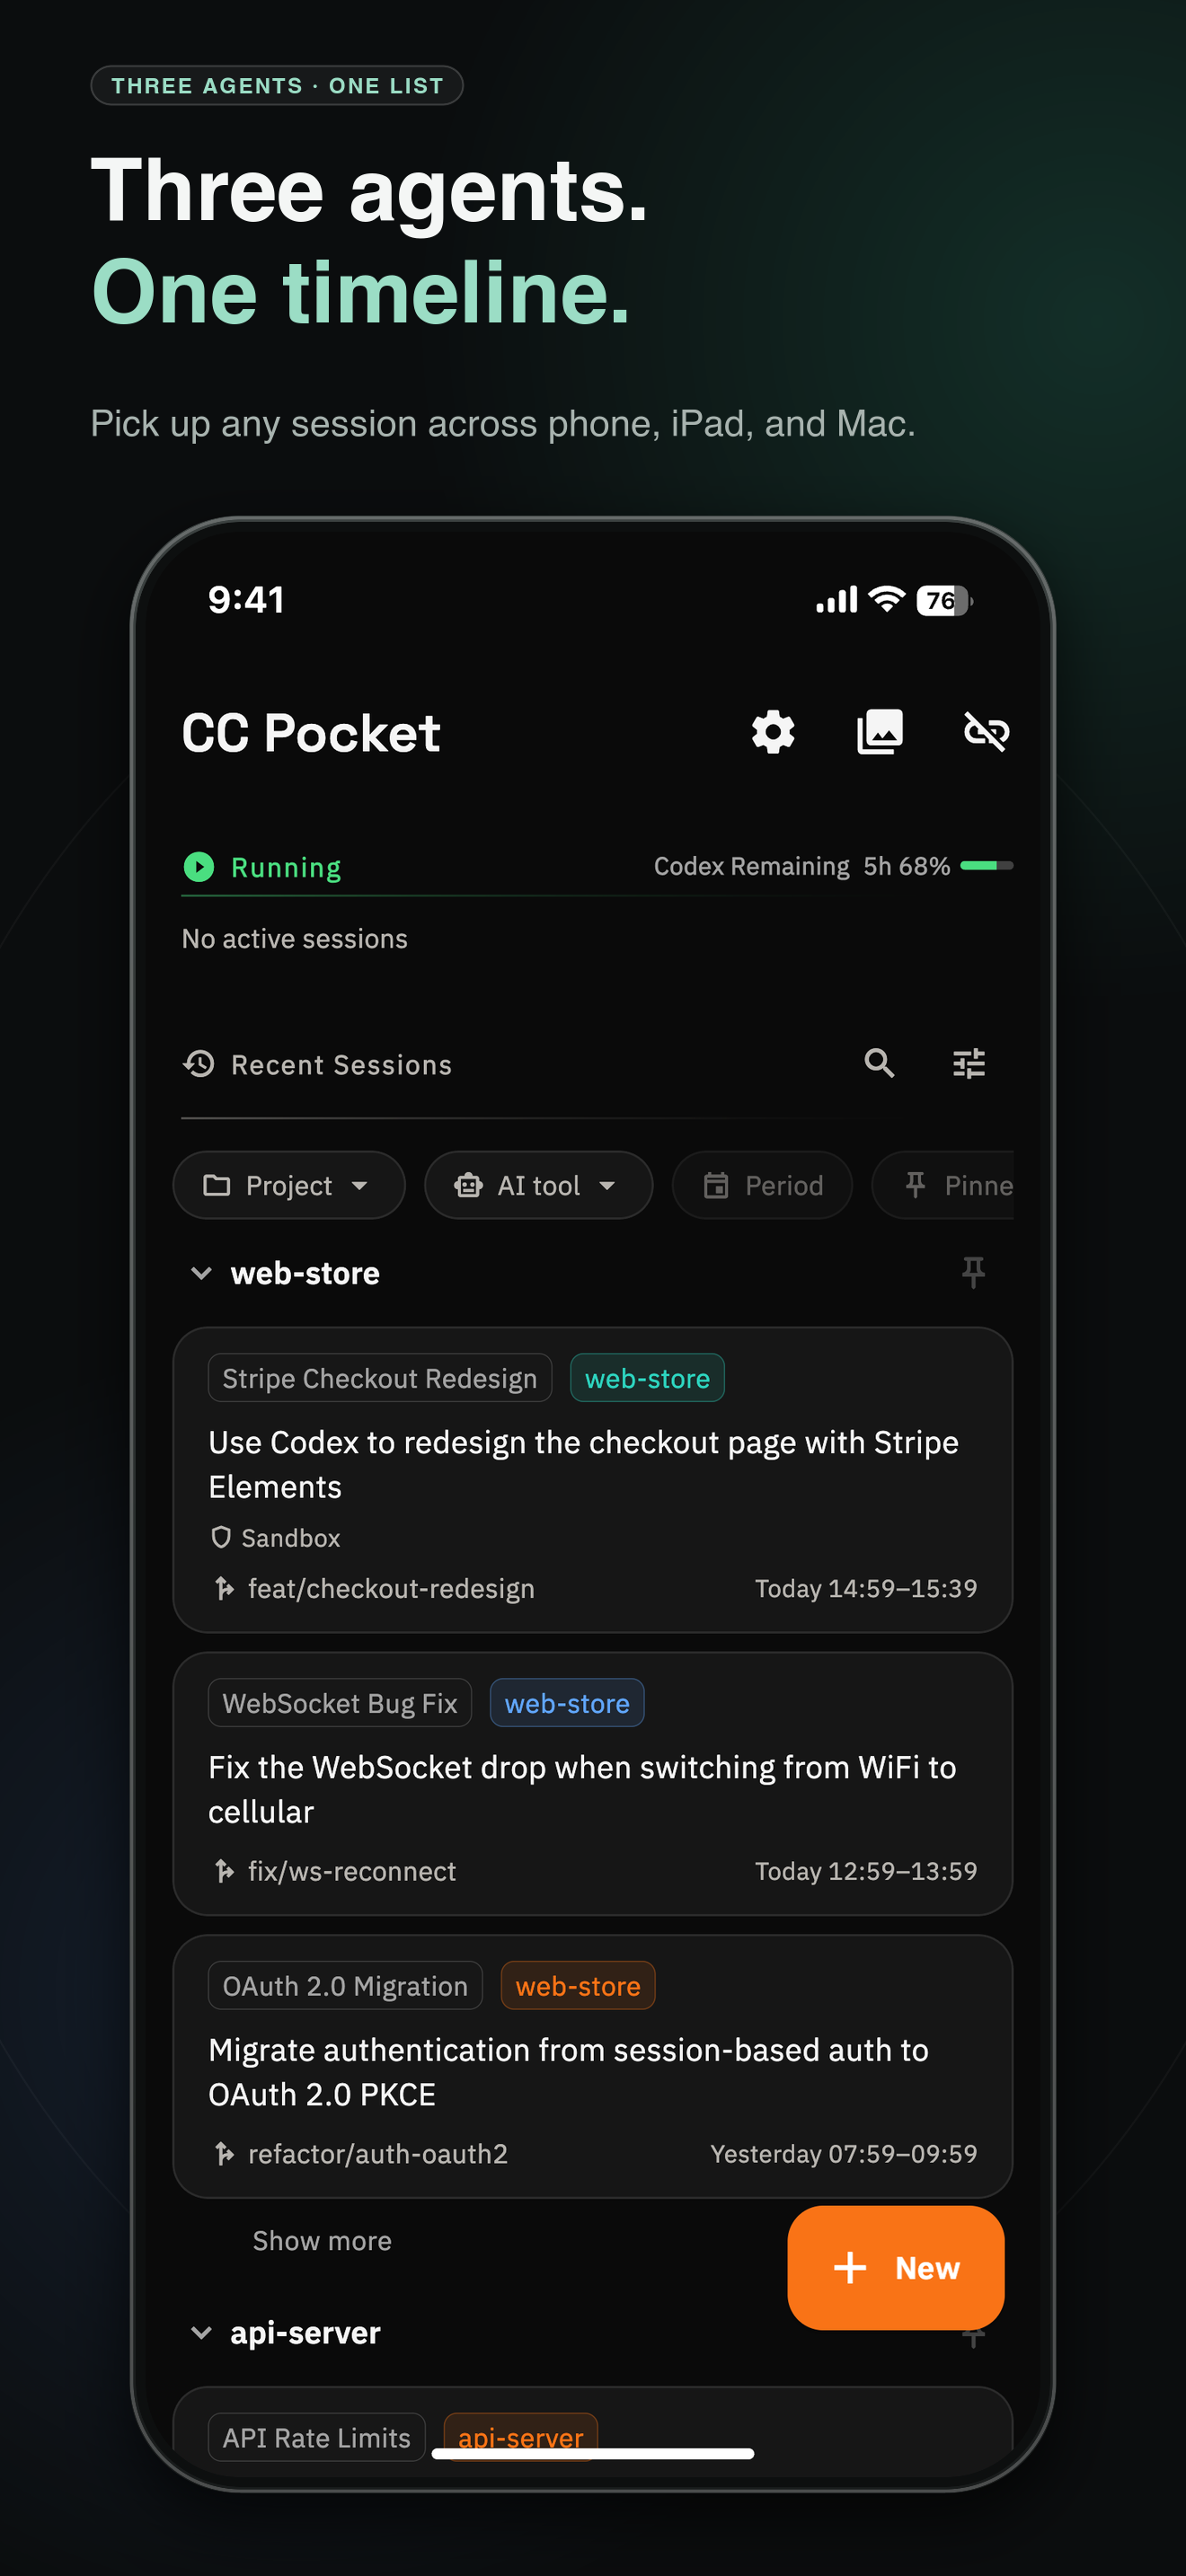 THREE AGENTS · ONE LIST
Three agents.
One timeline.
Pick up any session across phone, iPad, and Mac.
9:41
76
CC Pocket
Running
Codex Remaining 5h 68%
No active sessions
Recent Sessions
Project
AI tool
Period
Pinne
web-store
Stripe Checkout Redesign
web-store
Use Codex to redesign the checkout page with Stripe
Elements
Sandbox
feat/checkout-redesign
Today 14:59–15:39
WebSocket Bug Fix
web-store
Fix the WebSocket drop when switching from WiFi to
cellular
fix/ws-reconnect
Today 12:59–13:59
OAuth 2.0 Migration
web-store
Migrate authentication from session-based auth to
OAuth 2.0 PKCE
refactor/auth-oauth2
Yesterday 07:59–09:59
Show more
New
api-server
API Rate Limits
api-server